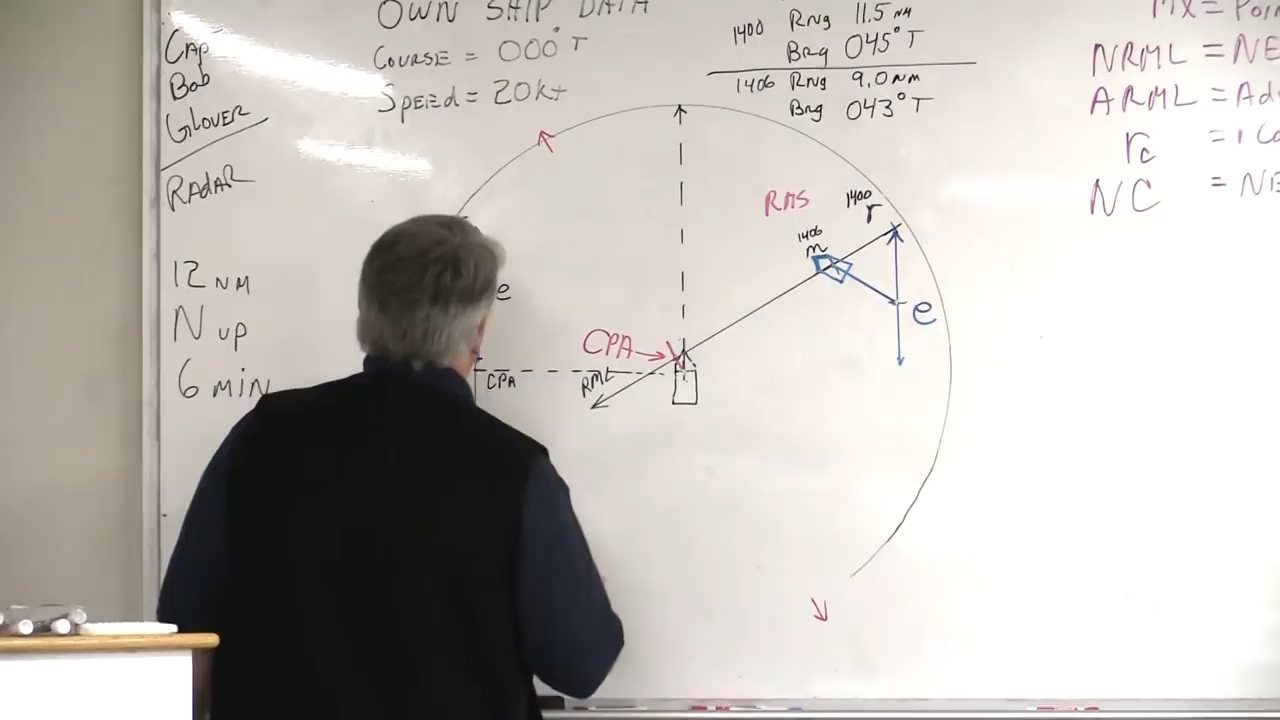 OWN SHIP DATA
COURSE = 000° T
SPEED = 20kt
Cap
Bob
GLOVER
RADAR
12 NM
N UP
6 MIN
1400 RNG 11.5 NM
BRG 045° T
1406 RNG 9.0 NM
BRG 043° T
NRML = NE
ARML = Ad
rc =
NC = NE
RMS
1400
r
1406
m
e
e
CPA
CPA
RML